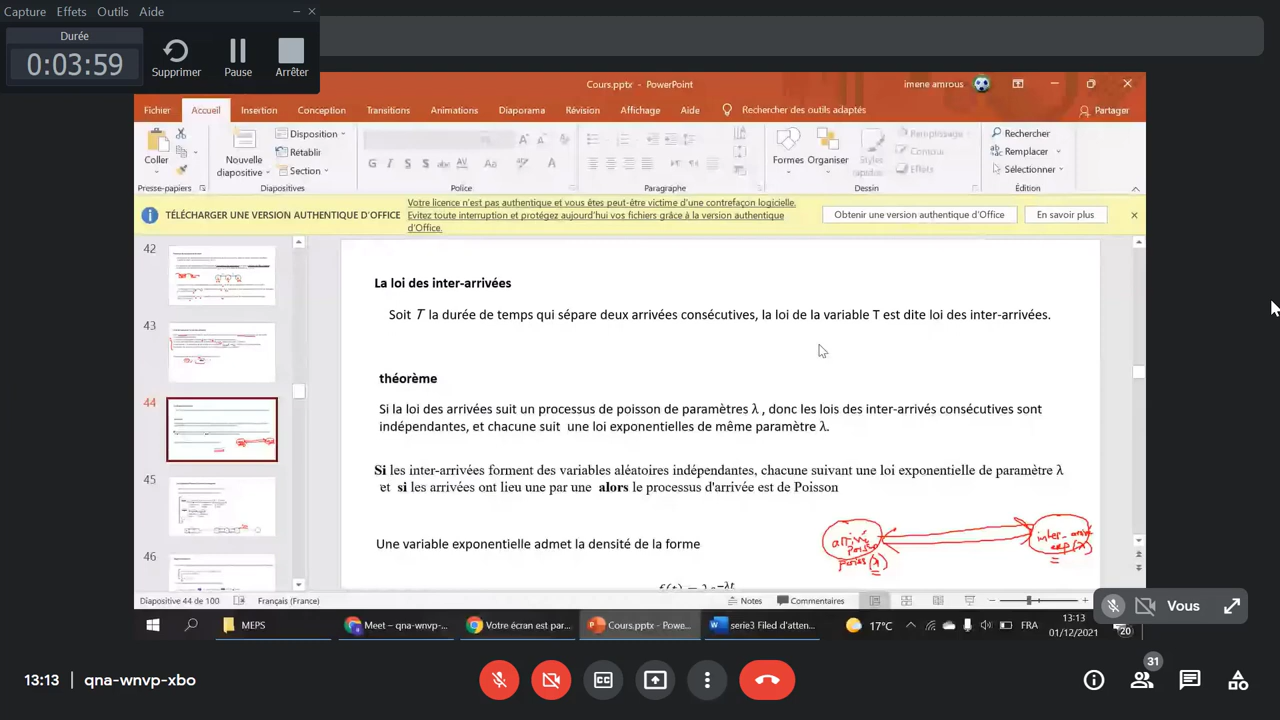 Capture Effets Outils Aide
Durée
0:03:59
Supprimer
Pause
Arrêter
Cours.pptx - PowerPoint
imene amrous
Fichier Accueil Insertion Conception Transitions Animations Diaporama Révision Affichage Aide Rechercher des outils adaptés Partager
Coller
Nouvelle diapositive
Disposition
Rétablir
Section
G I S S abc AV Aa A
Formes
Organiser
Styles rapides
Remplissage
Contour
Effets
Rechercher
Remplacer
Sélectionner
Presse-papiers Diapositives Police Paragraphe Dessin Édition
TÉLÉCHARGER UNE VERSION AUTHENTIQUE D'OFFICE
Votre licence n'est pas authentique et vous êtes peut-être victime d'une contrefaçon logicielle.
Evitez toute interruption et protégez aujourd'hui vos fichiers grâce à la version authentique
d'Office.
Obtenir une version authentique d'Office
En savoir plus
42
43
44
45
46
La loi des inter-arrivées
Soit T la durée de temps qui sépare deux arrivées consécutives, la loi de la variable T est dite loi des inter-arrivées.
théorème
Si la loi des arrivées suit un processus de poisson de paramètres λ , donc les lois des inter-arrivés consécutives sont
indépendantes, et chacune suit une loi exponentielles de même paramètre λ.
Si les inter-arrivées forment des variables aléatoires indépendantes, chacune suivant une loi exponentielle de paramètre λ
et si les arrivées ont lieu une par une alors le processus d'arrivée est de Poisson
Une variable exponentielle admet la densité de la forme
f(t) = λ e^-λt
exp(λ)
Diapositive 44 de 100 Français (France) Notes Commentaires
Vous
MEPS
Meet – qna-wnvp-...
Votre écran est par...
Cours.pptx - Powe...
serie3 Filed d'atten...
17°C
FRA
13:13
01/12/2021
20
13:13 | qna-wnvp-xbo
31